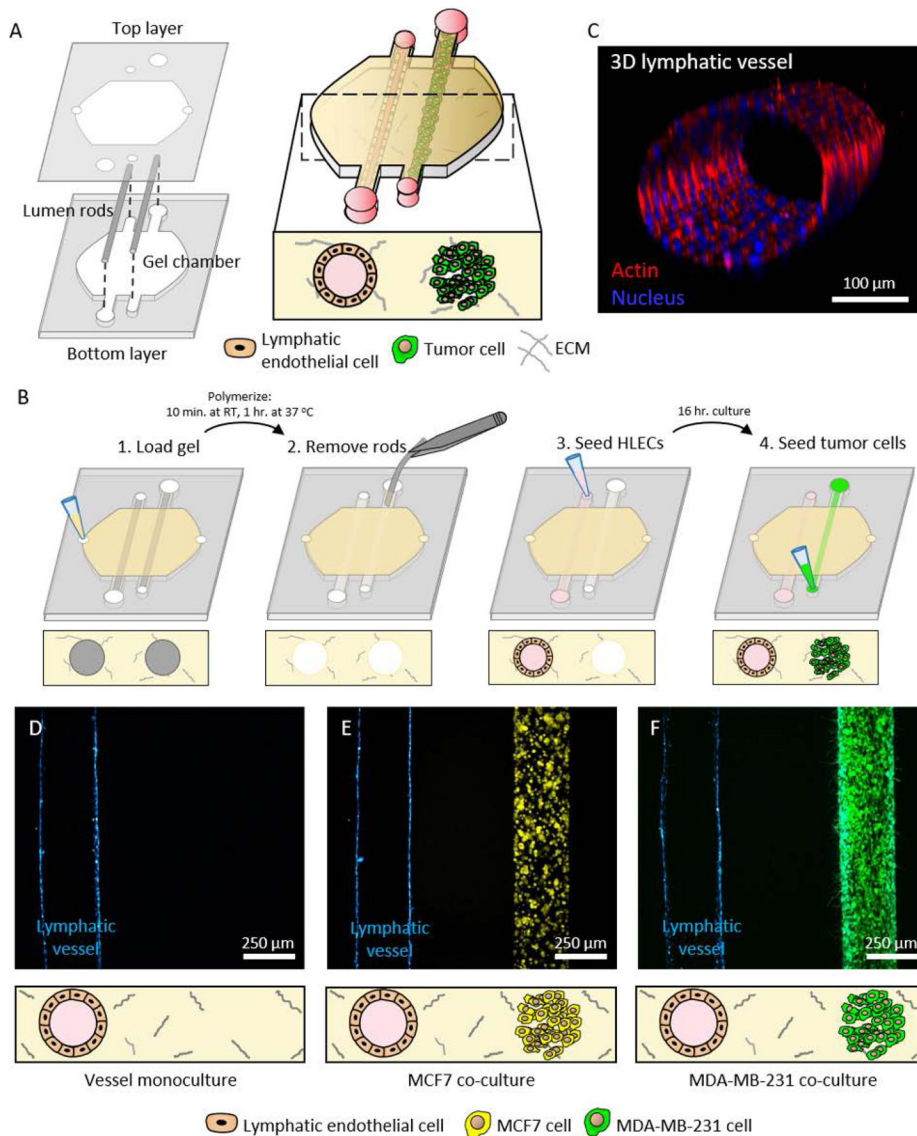 A
Top layer
Lumen rods
Gel chamber
Bottom layer
Lymphatic
endothelial cell
Tumor cell
ECM
C
3D lymphatic vessel
Actin
Nucleus
100 µm
B
Polymerize:
10 min. at RT, 1 hr. at 37 ºC
16 hr. culture
1. Load gel
2. Remove rods
3. Seed HLECs
4. Seed tumor cells
D
Lymphatic
vessel
250 µm
E
Lymphatic
vessel
250 µm
F
Lymphatic
vessel
250 µm
Vessel monoculture
MCF7 co-culture
MDA-MB-231 co-culture
Lymphatic endothelial cell
MCF7 cell
MDA-MB-231 cell